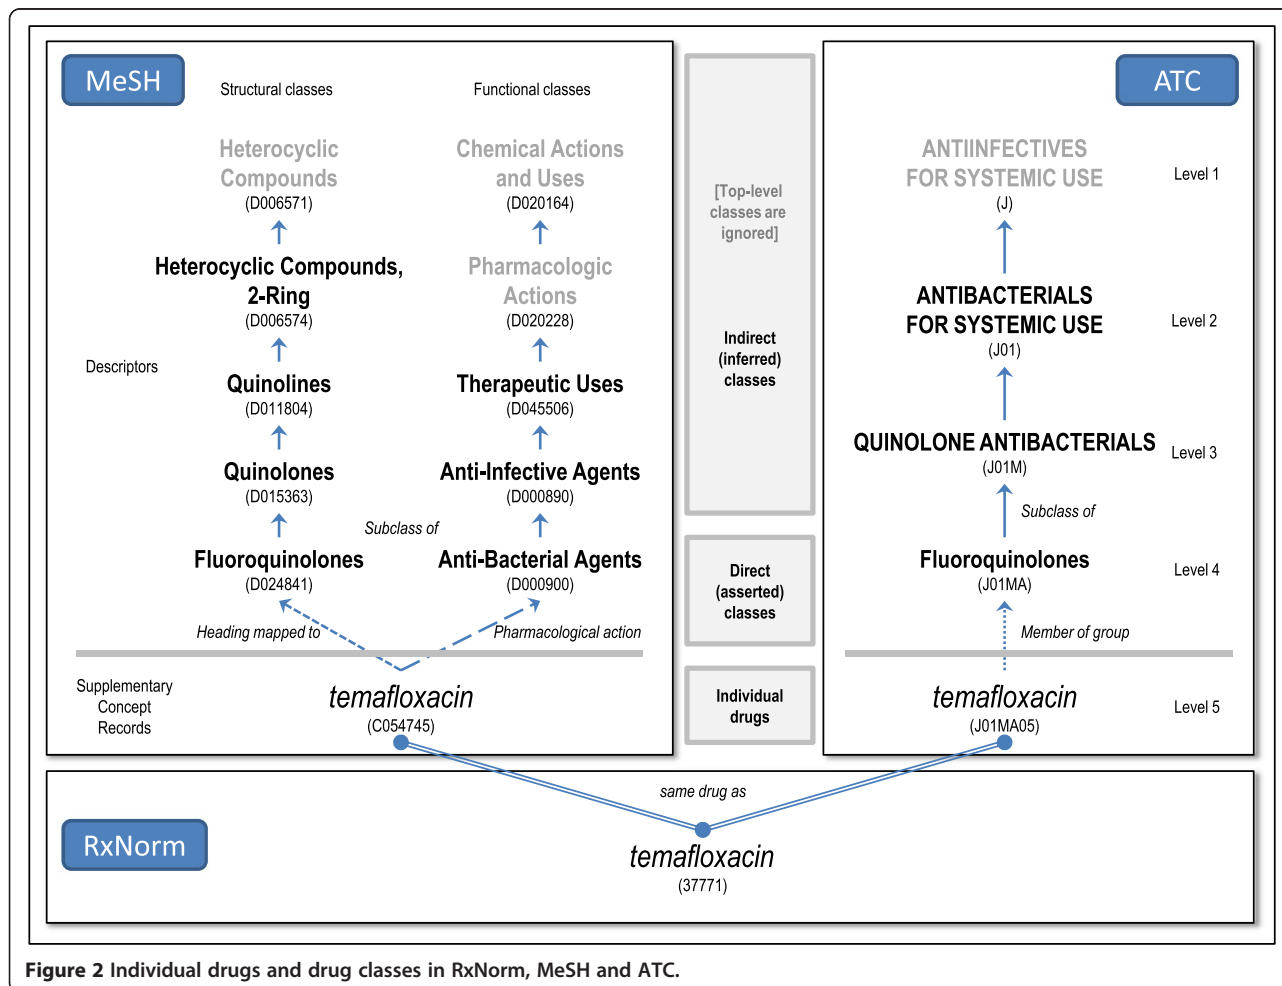 MeSH
Structural classes
Functional classes
Heterocyclic
Compounds
(D006571)
Chemical Actions
and Uses
(D020164)
Heterocyclic Compounds,
2-Ring
(D006574)
Pharmacologic
Actions
(D020228)
Descriptors
Quinolines
(D011804)
Therapeutic Uses
(D045506)
Quinolones
(D015363)
Anti-Infective Agents
(D000890)
Subclass of
Fluoroquinolones
(D024841)
Anti-Bacterial Agents
(D000900)
Heading mapped to
Pharmacological action
Supplementary
Concept
Records
temafloxacin
(C054745)
[Top-level
classes are
ignored]
Indirect
(inferred)
classes
Direct
(asserted)
classes
Individual
drugs
ATC
ANTIINFECTIVES
FOR SYSTEMIC USE
(J)
Level 1
ANTIBACTERIALS
FOR SYSTEMIC USE
(J01)
Level 2
QUINOLONE ANTIBACTERIALS
(J01M)
Level 3
Subclass of
Fluoroquinolones
(J01MA)
Level 4
Member of group
temafloxacin
(J01MA05)
Level 5
same drug as
RxNorm
temafloxacin
(37771)
Figure 2 Individual drugs and drug classes in RxNorm, MeSH and ATC.